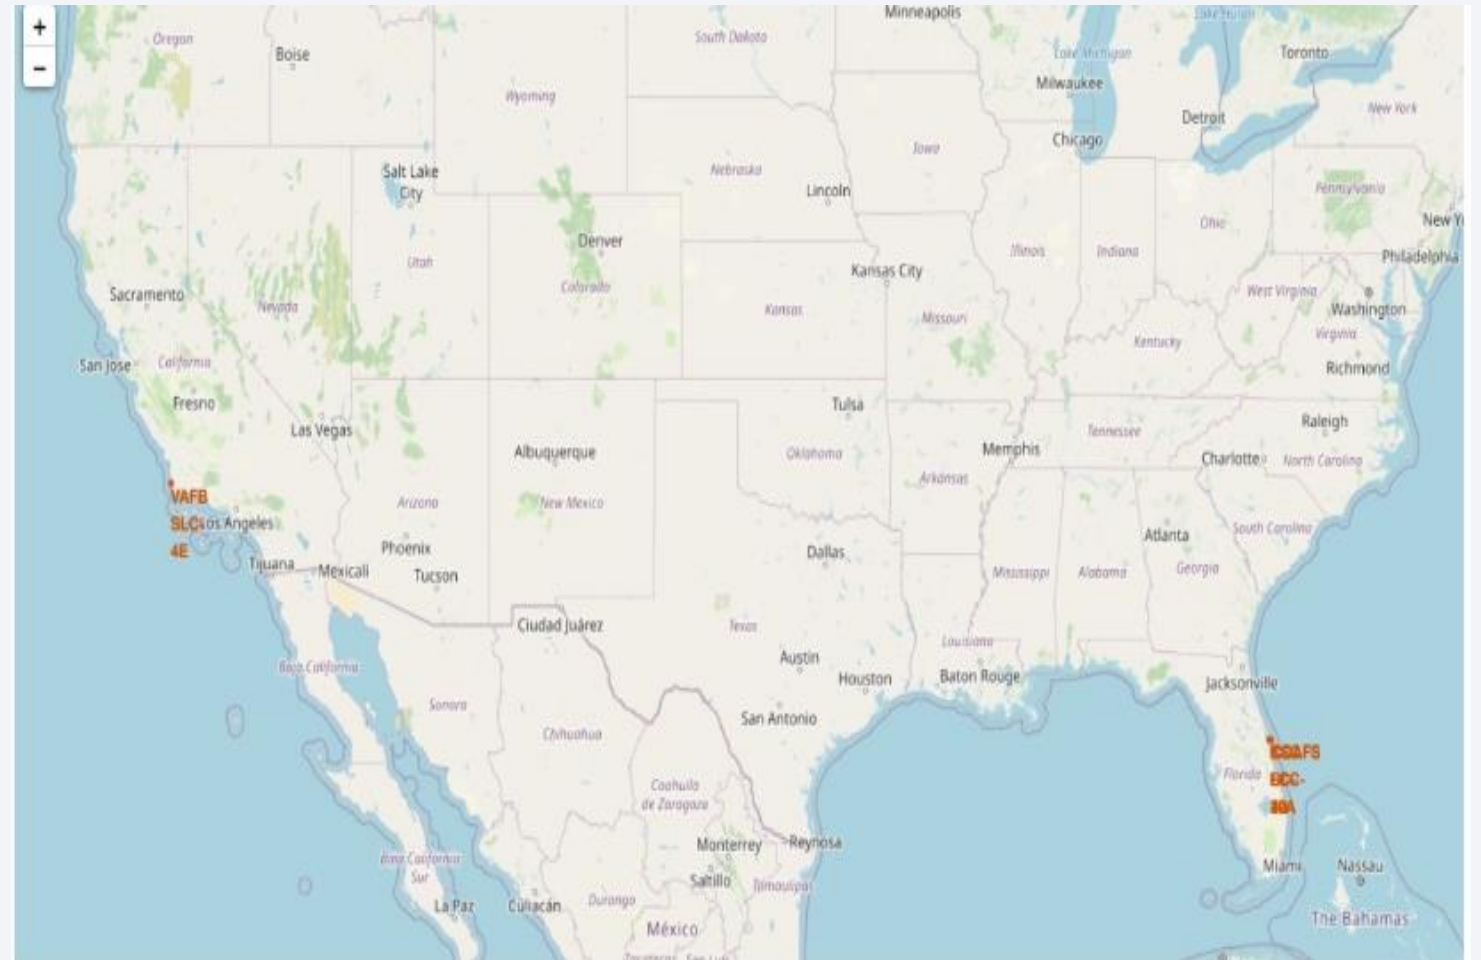 +
−
Minneapolis
Oregon
South Dakota
Lake Huron
Boise
Lake Michigan
Toronto
Milwaukee
Wyoming
New York
Detroit
Chicago
Iowa
Salt Lake
City
Nebraska
Lincoln
Pennsylvania
New Y
Ohio
Denver
Illinois
Indiana
Philadelphia
Utah
Kansas City
Colorado
West Virginia
Sacramento
Nevada
Kansas
Missouri
Washington
Virginia
Kentucky
San Jose
California
Richmond
Fresno
Tulsa
Las Vegas
Raleigh
Tennessee
Albuquerque
Oklahoma
Memphis
Charlotte
North Carolina
Arkansas
VAFB
Arizona
New Mexico
SLC
Los Angeles
South Carolina
4E
Atlanta
Phoenix
Dallas
Tijuana
Mexicali
Tucson
Mississippi
Alabama
Georgia
Ciudad Juárez
Texas
Louisiana
Austin
Baja California
Houston
Baton Rouge
Jacksonville
Sonora
San Antonio
Chihuahua
Florida
Coahuila
de Zaragoza
Monterrey
Reynosa
Baja California
Sur
Miami
Nassau
Saltillo
Tamaulipas
La Paz
Culiacán
Durango
The Bahamas
México